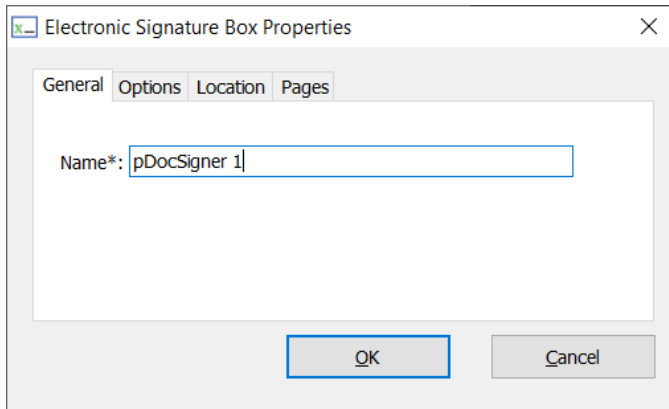 Electronic Signature Box Properties
General Options Location Pages
Name*: pDocSigner 1
OK Cancel